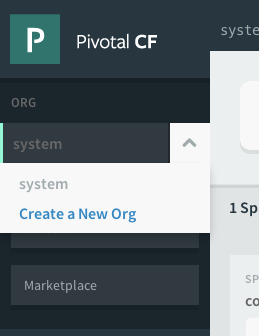 P Pivotal CF
syste
ORG
system
system
Create a New Org
1 Sp
SP
co
Marketplace